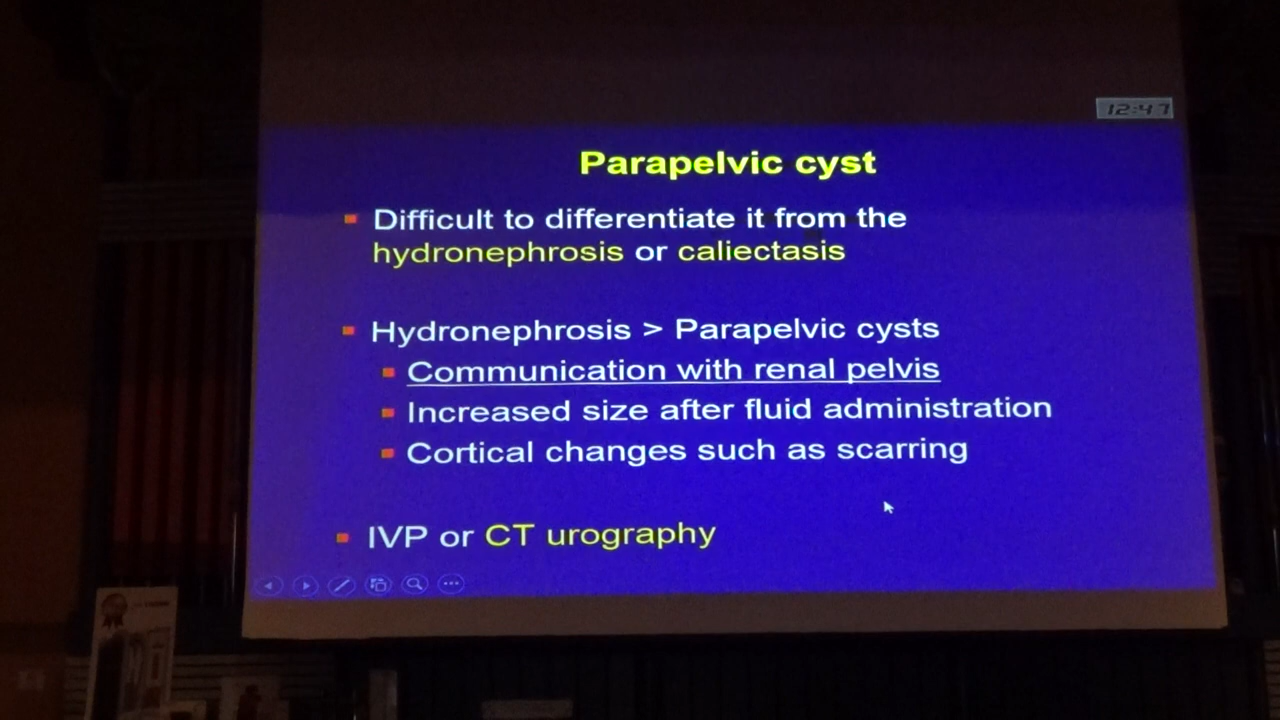 12:47
Parapelvic cyst
Difficult to differentiate it from the
hydronephrosis or caliectasis
Hydronephrosis > Parapelvic cysts
Communication with renal pelvis
Increased size after fluid administration
Cortical changes such as scarring
IVP or CT urography